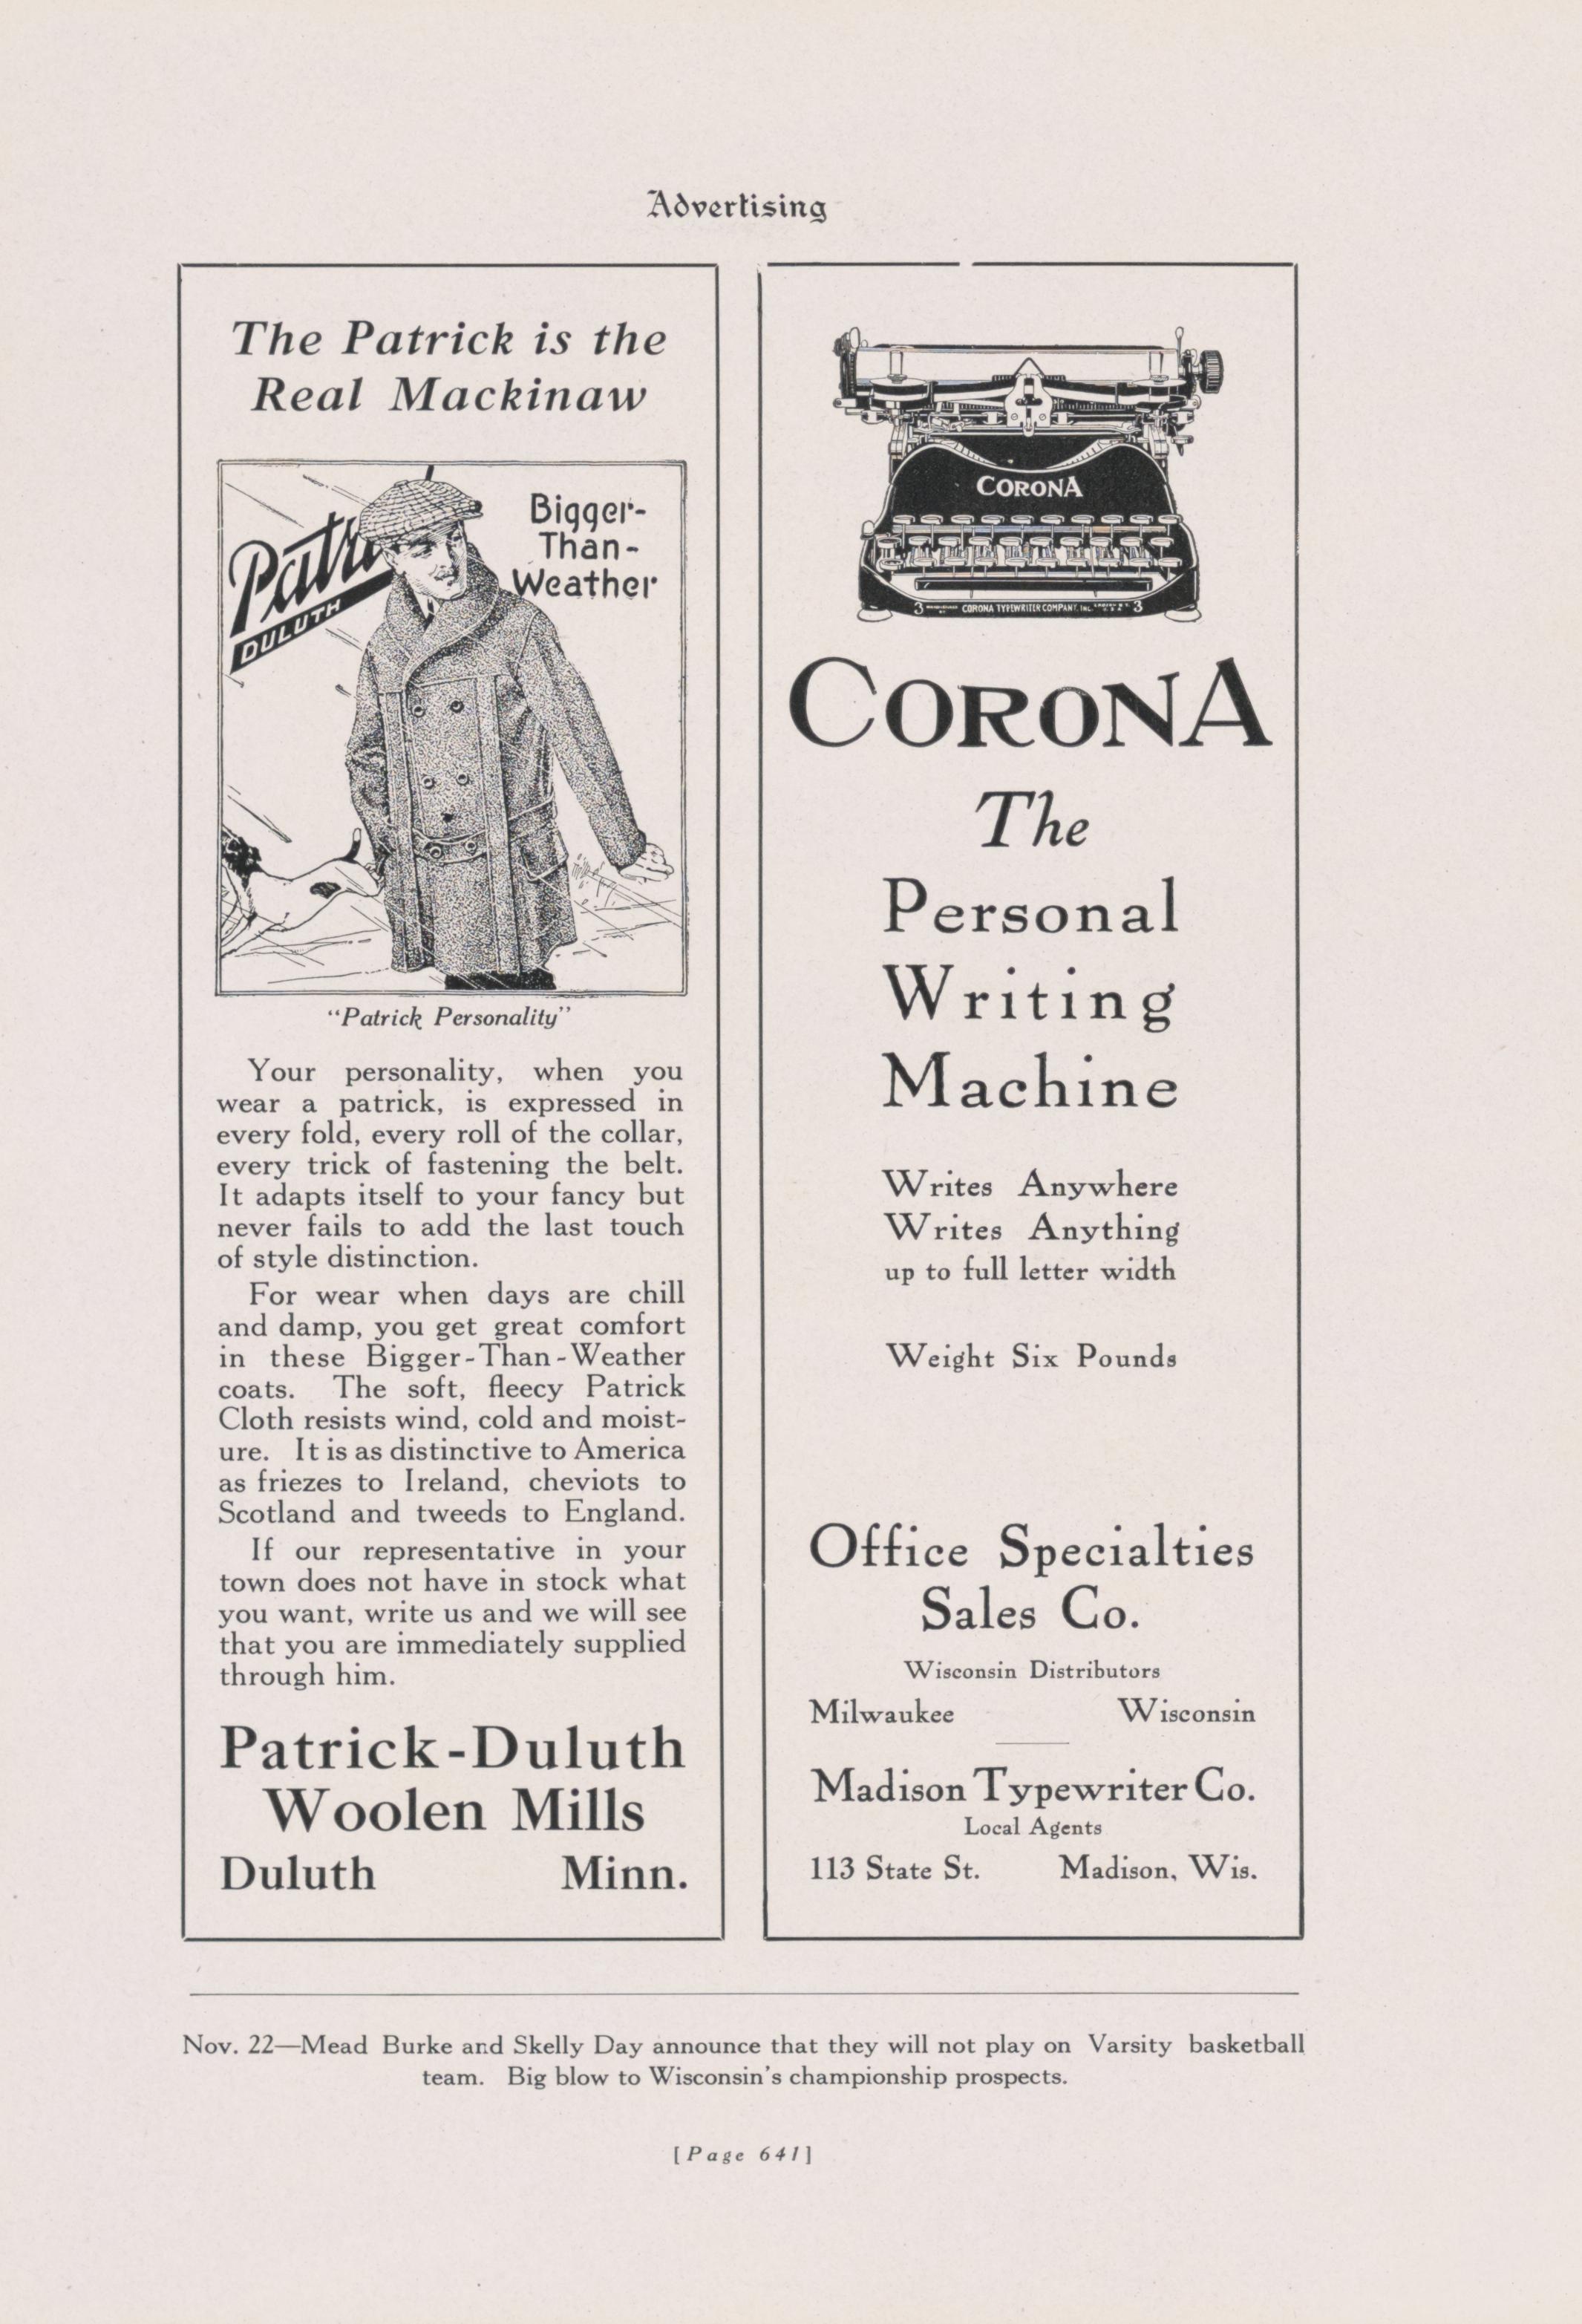 Advertising
The Patrick is the
Real Mackinaw
Patri
DULUTH
Bigger-
Than-
Weather
"Patrick Personality"
Your personality, when you
wear a patrick, is expressed in
every fold, every roll of the collar,
every trick of fastening the belt.
It adapts itself to your fancy but
never fails to add the last touch
of style distinction.
For wear when days are chill
and damp, you get great comfort
in these Bigger-Than-Weather
coats. The soft, fleecy Patrick
Cloth resists wind, cold and moist-
ure. It is as distinctive to America
as friezes to Ireland, cheviots to
Scotland and tweeds to England.
If our representative in your
town does not have in stock what
you want, write us and we will see
that you are immediately supplied
through him.
Patrick-Duluth
Woolen Mills
Duluth Minn.
CORONA
3 CORONA TYPEWRITER COMPANY, INC. 3
CORONA
The
Personal
Writing
Machine
Writes Anywhere
Writes Anything
up to full letter width
Weight Six Pounds
Office Specialties
Sales Co.
Wisconsin Distributors
Milwaukee Wisconsin
Madison Typewriter Co.
Local Agents
113 State St. Madison, Wis.
Nov. 22—Mead Burke and Skelly Day announce that they will not play on Varsity basketball
team. Big blow to Wisconsin's championship prospects.
[Page 641]